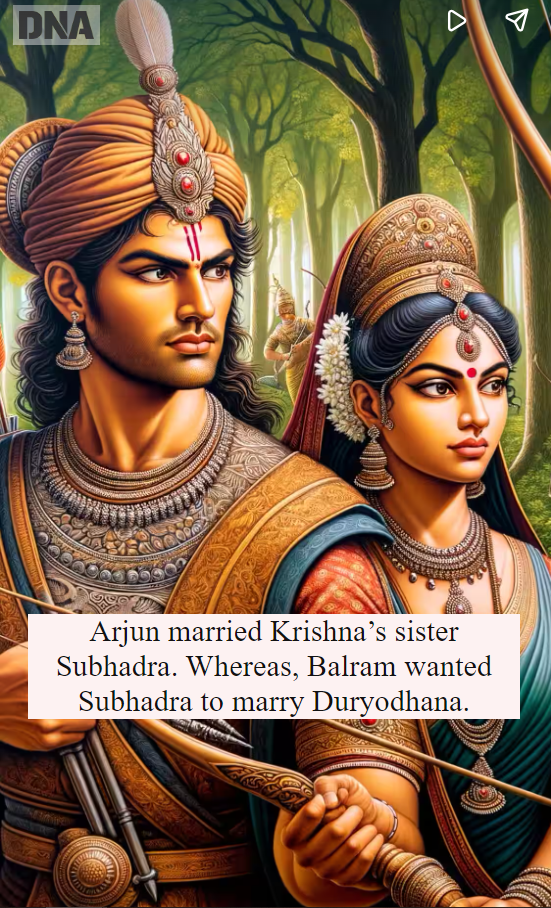 DNA
Arjun married Krishna’s sister
Subhadra. Whereas, Balram wanted
Subhadra to marry Duryodhana.